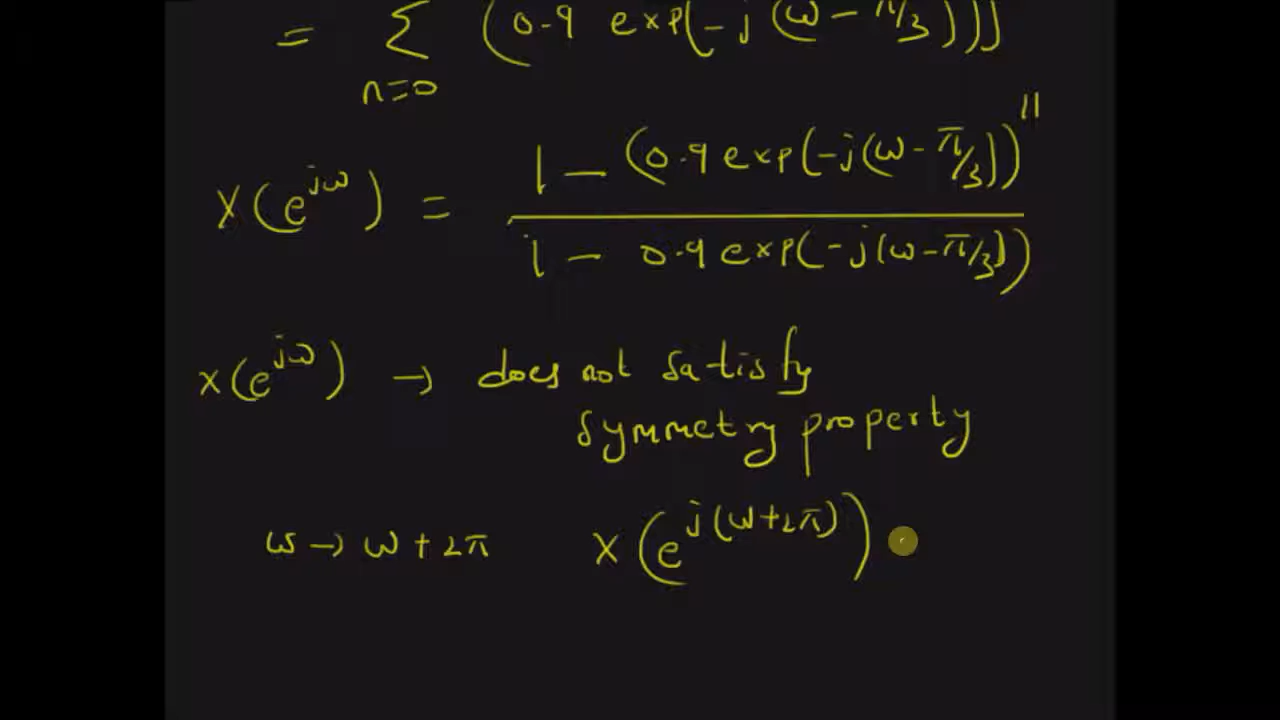 = Σ (0.9 exp(-j(ω - π/3)))
n=0
X(e^{jω}) = 1 - (0.9 exp(-j(ω - π/3))^{11}
1 - 0.9 exp(-j(ω - π/3))
X(e^{jω}) → does not satisfy
symmetry property
ω → ω + 2π X(e^{j(ω+2π)})